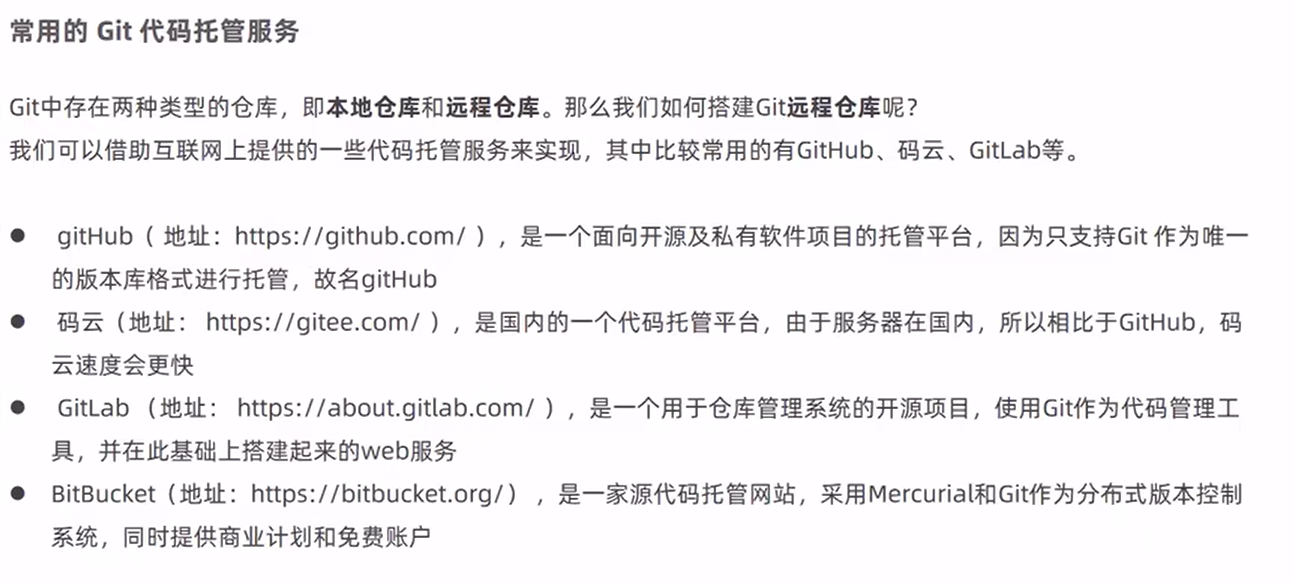 常用的 Git 代码托管服务
Git中存在两种类型的仓库，即本地仓库和远程仓库。那么我们如何搭建Git远程仓库呢？
我们可以借助互联网上提供的一些代码托管服务来实现，其中比较常用的有GitHub、码云、GitLab等。
● gitHub（ 地址：https://github.com/ ），是一个面向开源及私有软件项目的托管平台，因为只支持Git 作为唯一
的版本库格式进行托管，故名gitHub
● 码云（地址： https://gitee.com/ ），是国内的一个代码托管平台，由于服务器在国内，所以相比于GitHub，码
云速度会更快
● GitLab （地址： https://about.gitlab.com/ ），是一个用于仓库管理系统的开源项目，使用Git作为代码管理工
具，并在此基础上搭建起来的web服务
● BitBucket（地址：https://bitbucket.org/） ，是一家源代码托管网站，采用Mercurial和Git作为分布式版本控制
系统，同时提供商业计划和免费账户